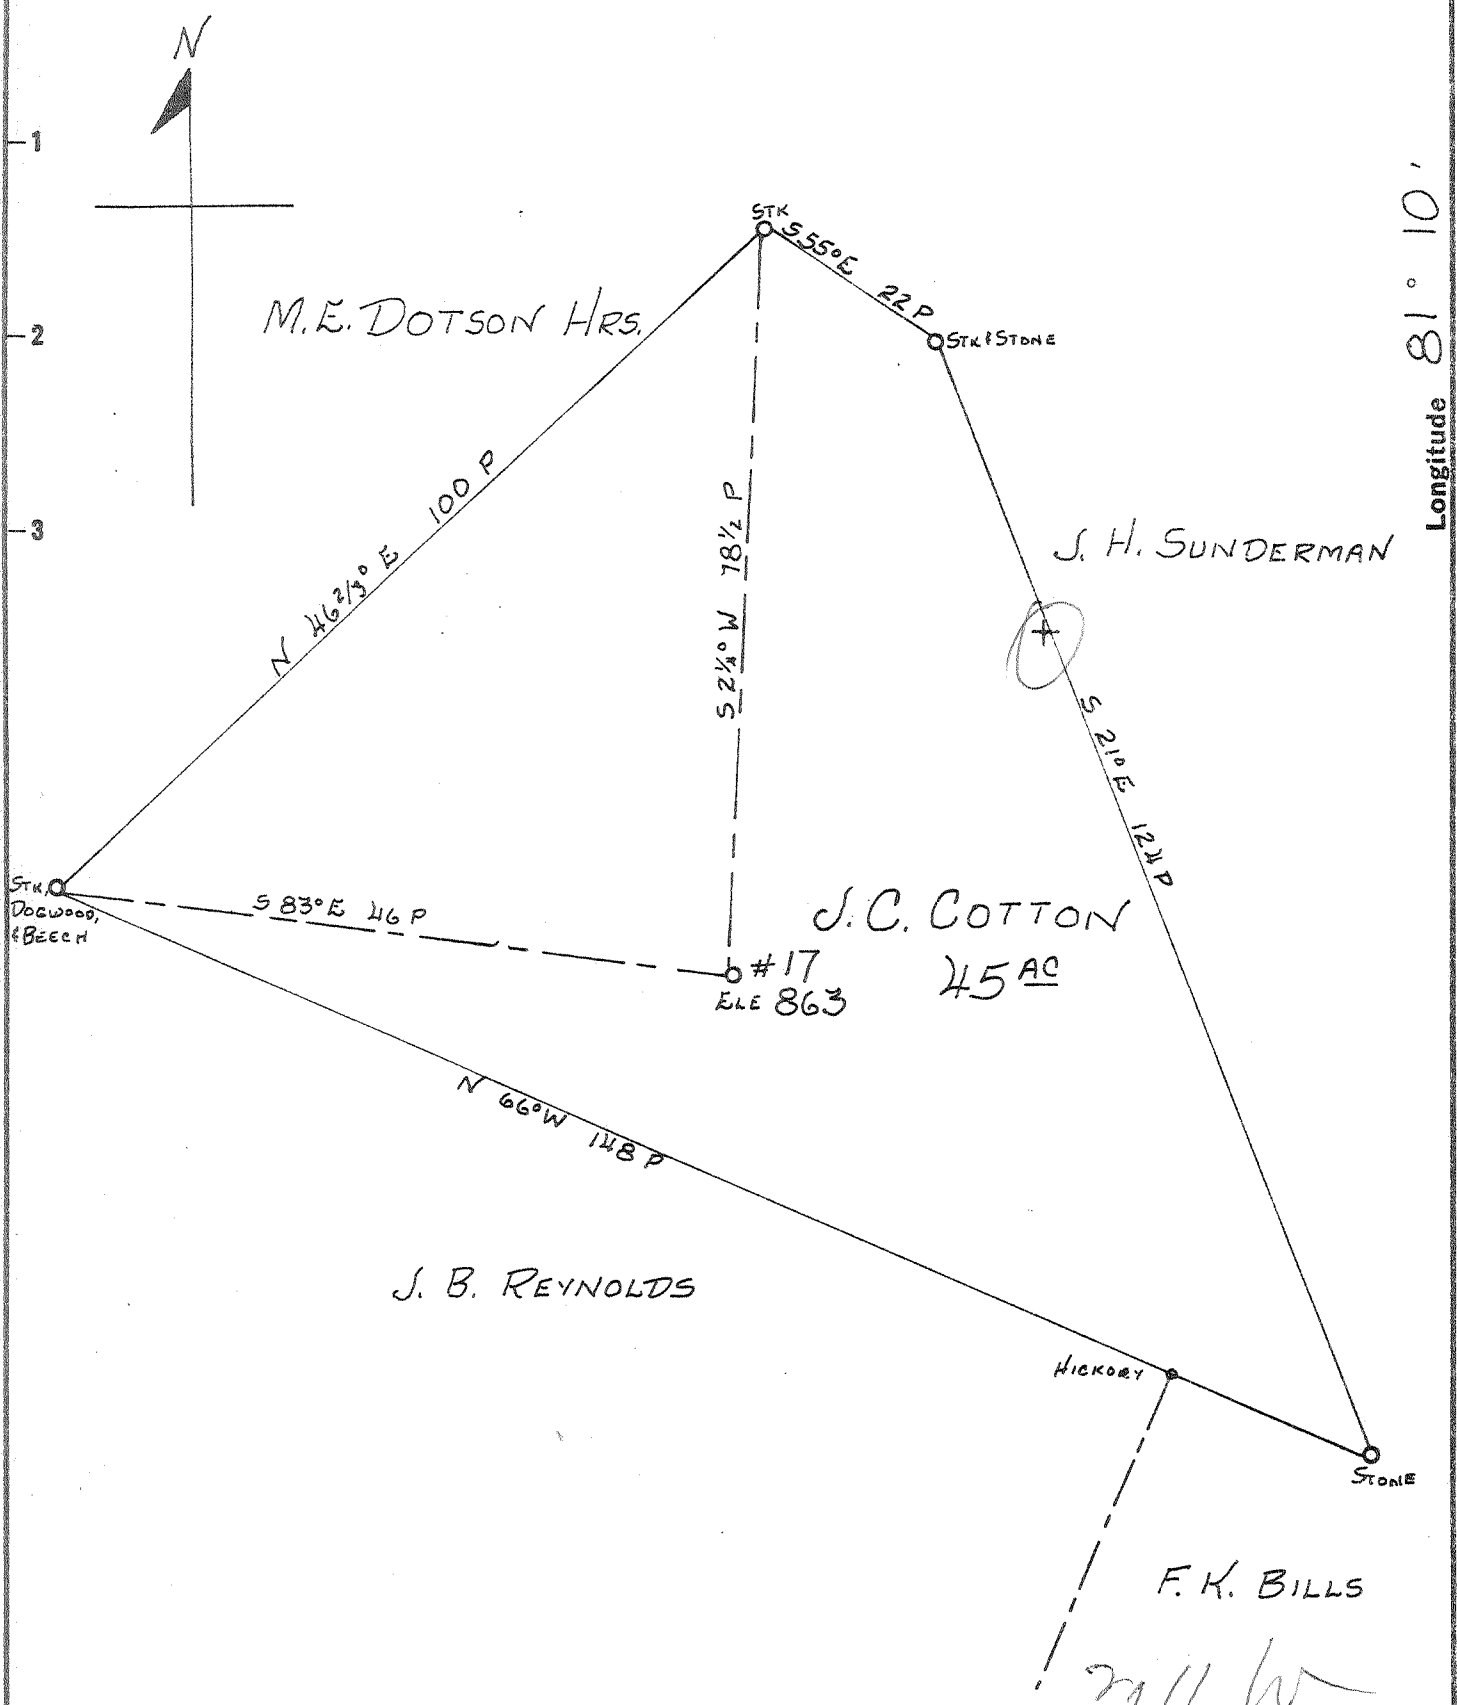 N
1
2
3
STK
S 55° E 22 P
STK & STONE
M.E. DOTSON HRS.
N 46 2/3° E 100 P
S 2 1/4° W 78 1/2 P
Longitude 81° 10'
J. H. SUNDERMAN
+
S 21° E 124 P
STK,
DOGWOOD,
& BEECH
S 83° E 46 P
J. C. COTTON
45 AC
#17
ELE 863
N 66° W 148 P
J. B. REYNOLDS
HICKORY
STONE
F. K. BILLS